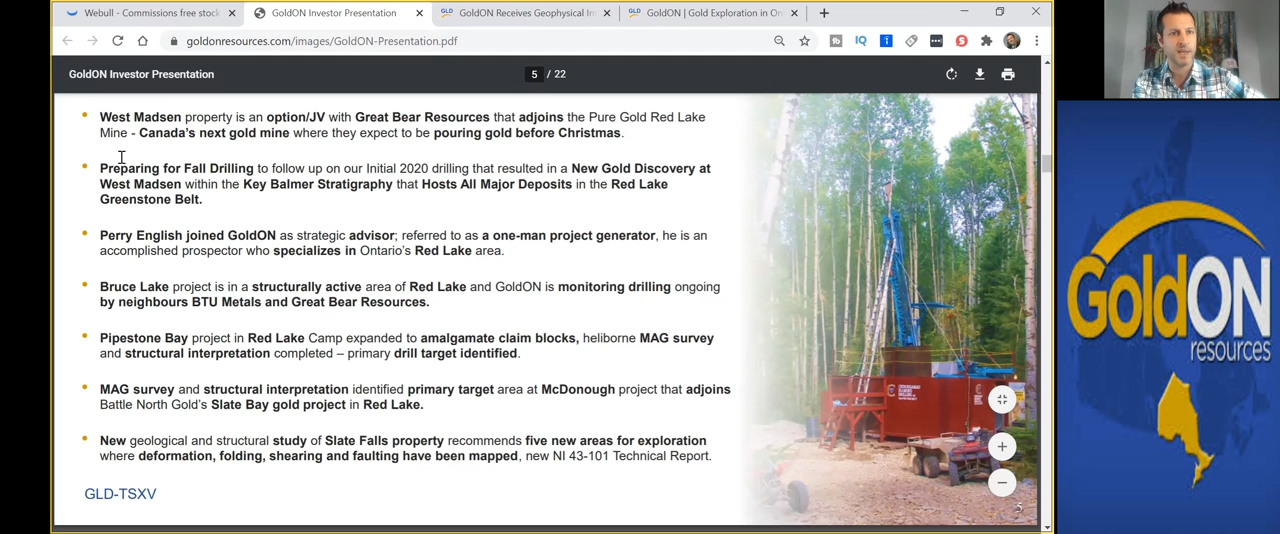 Webull - Commissions free stock
GoldON Investor Presentation
GoldON Receives Geophysical Im
GoldON | Gold Exploration in On
goldonresources.com/images/GoldON-Presentation.pdf
GoldON Investor Presentation
5 / 22
West Madsen property is an option/JV with Great Bear Resources that adjoins the Pure Gold Red Lake
Mine - Canada's next gold mine where they expect to be pouring gold before Christmas.
Preparing for Fall Drilling to follow up on our Initial 2020 drilling that resulted in a New Gold Discovery at
West Madsen within the Key Balmer Stratigraphy that Hosts All Major Deposits in the Red Lake
Greenstone Belt.
Perry English joined GoldON as strategic advisor; referred to as a one-man project generator, he is an
accomplished prospector who specializes in Ontario's Red Lake area.
Bruce Lake project is in a structurally active area of Red Lake and GoldON is monitoring drilling ongoing
by neighbours BTU Metals and Great Bear Resources.
Pipestone Bay project in Red Lake Camp expanded to amalgamate claim blocks, heliborne MAG survey
and structural interpretation completed – primary drill target identified.
MAG survey and structural interpretation identified primary target area at McDonough project that adjoins
Battle North Gold's Slate Bay gold project in Red Lake.
New geological and structural study of Slate Falls property recommends five new areas for exploration
where deformation, folding, shearing and faulting have been mapped, new NI 43-101 Technical Report.
GLD-TSXV
5
GoldON
resources